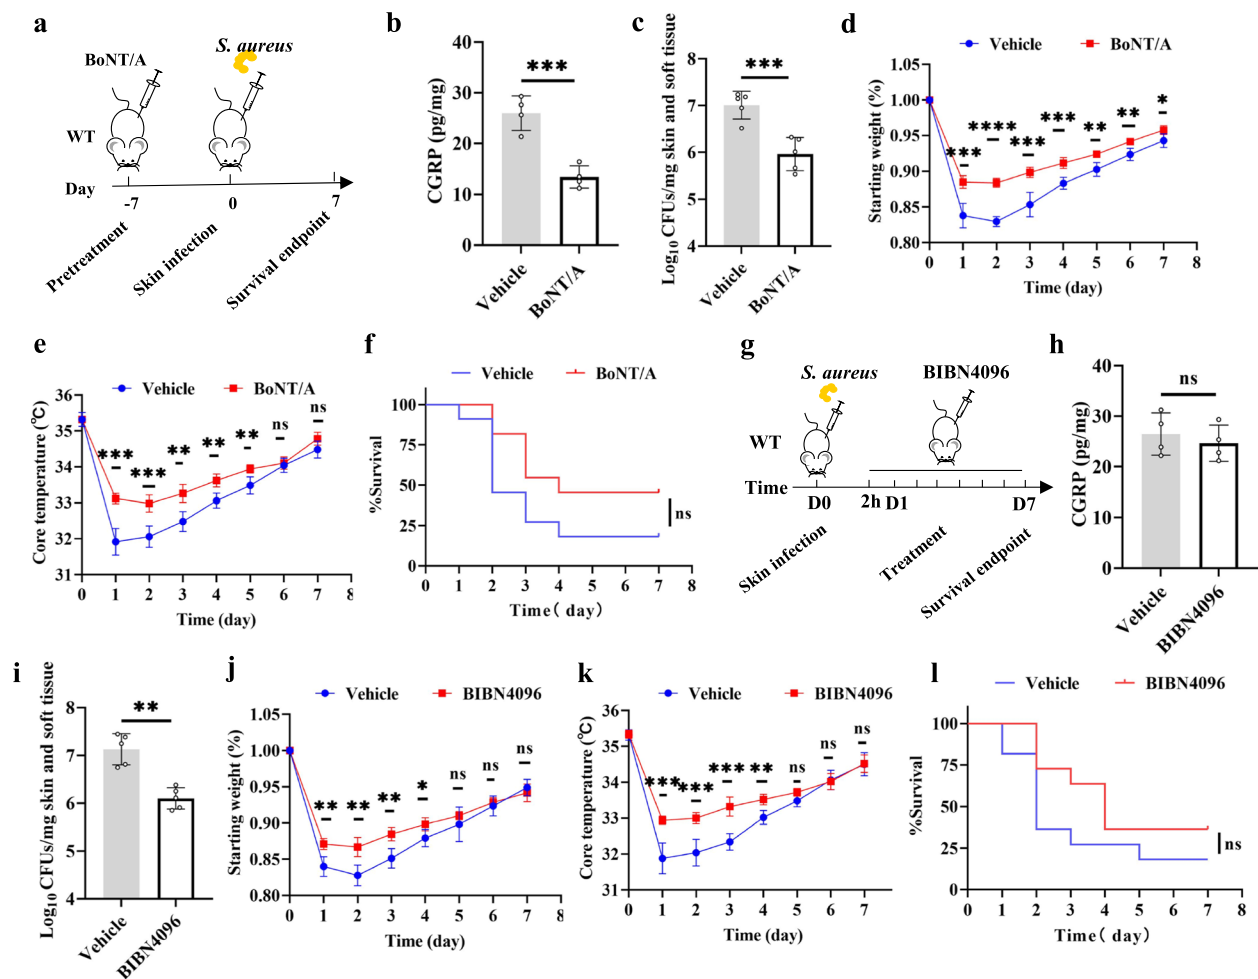 a
BoNT/A
S. aureus
WT
Day
-7
0
7
Pretreatment
Skin infection
Survival endpoint
b
CGRP (pg/mg)
40
30
20
10
0
***
Vehicle
BoNT/A
c
Log10 CFUs/mg skin and soft tissue
8
7
6
5
4
***
Vehicle
BoNT/A
d
Vehicle
BoNT/A
Starting weight (%)
1.05
1.00
0.95
0.90
0.85
0.80
*** **** *** *** ** ** *
0 1 2 3 4 5 6 7 8
Time (day)
e
Vehicle
BoNT/A
Core temperature (℃)
36
35
34
33
32
31
*** *** ** ** ** ns ns
0 1 2 3 4 5 6 7 8
Time (day)
f
Vehicle
BoNT/A
%Survival
100
75
50
25
0
ns
0 1 2 3 4 5 6 7 8
Time( day)
g
S. aureus
BIBN4096
WT
Time
D0
2h D1
D7
Skin infection
Treatment
Survival endpoint
h
CGRP (pg/mg)
40
30
20
10
0
ns
Vehicle
BIBN4096
i
Log10 CFUs/mg skin and soft tissue
8
7
6
5
4
**
Vehicle
BIBN4096
j
Vehicle
BIBN4096
Starting weight (%)
1.05
1.00
0.95
0.90
0.85
0.80
** ** ** * ns ns ns
0 1 2 3 4 5 6 7 8
Time (day)
k
Vehicle
BIBN4096
Core temperature (℃)
36
35
34
33
32
31
*** *** *** ** ns ns ns
0 1 2 3 4 5 6 7 8
Time (day)
l
Vehicle
BIBN4096
%Survival
100
75
50
25
0
ns
0 1 2 3 4 5 6 7 8
Time( day)